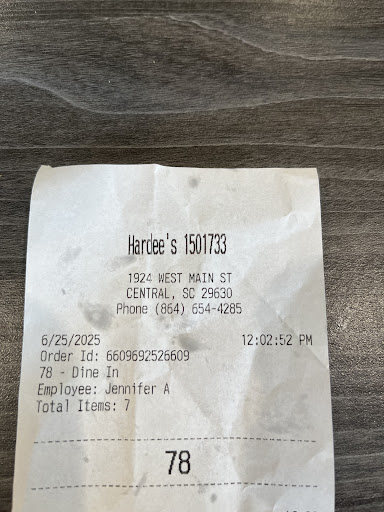 Hardee's 1501733
1924 WEST MAIN ST
CENTRAL, SC 29630
Phone (864) 654-4285
6/25/2025 12:02:52 PM
Order Id: 6609692526609
78 - Dine In
Employee: Jennifer A
Total Items: 7
78